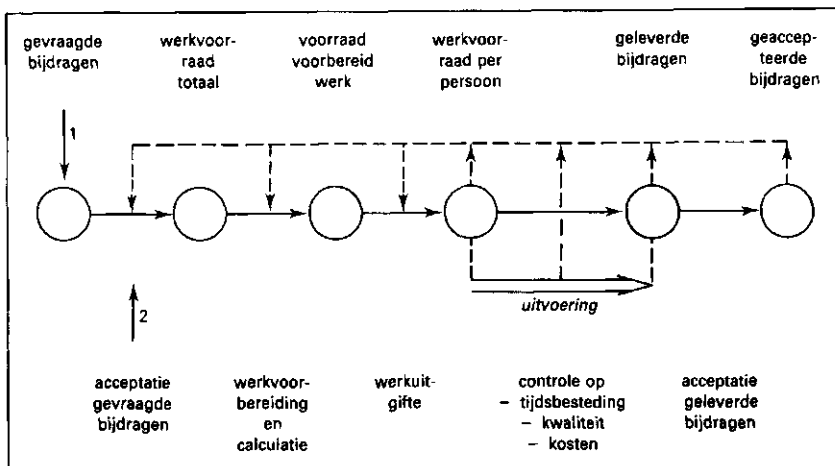 gevraagde
bijdragen
werkvoor-
raad
totaal
voorraad
voorbereid
werk
werkvoor-
raad per
persoon
geleverde
bijdragen
geaccep-
teerde
bijdragen
1
2
uitvoering
acceptatie
gevraagde
bijdragen
werkvoor-
bereiding
en
calculatie
werkuit-
gifte
controle op
– tijdsbesteding
– kwaliteit
– kosten
acceptatie
geleverde
bijdragen